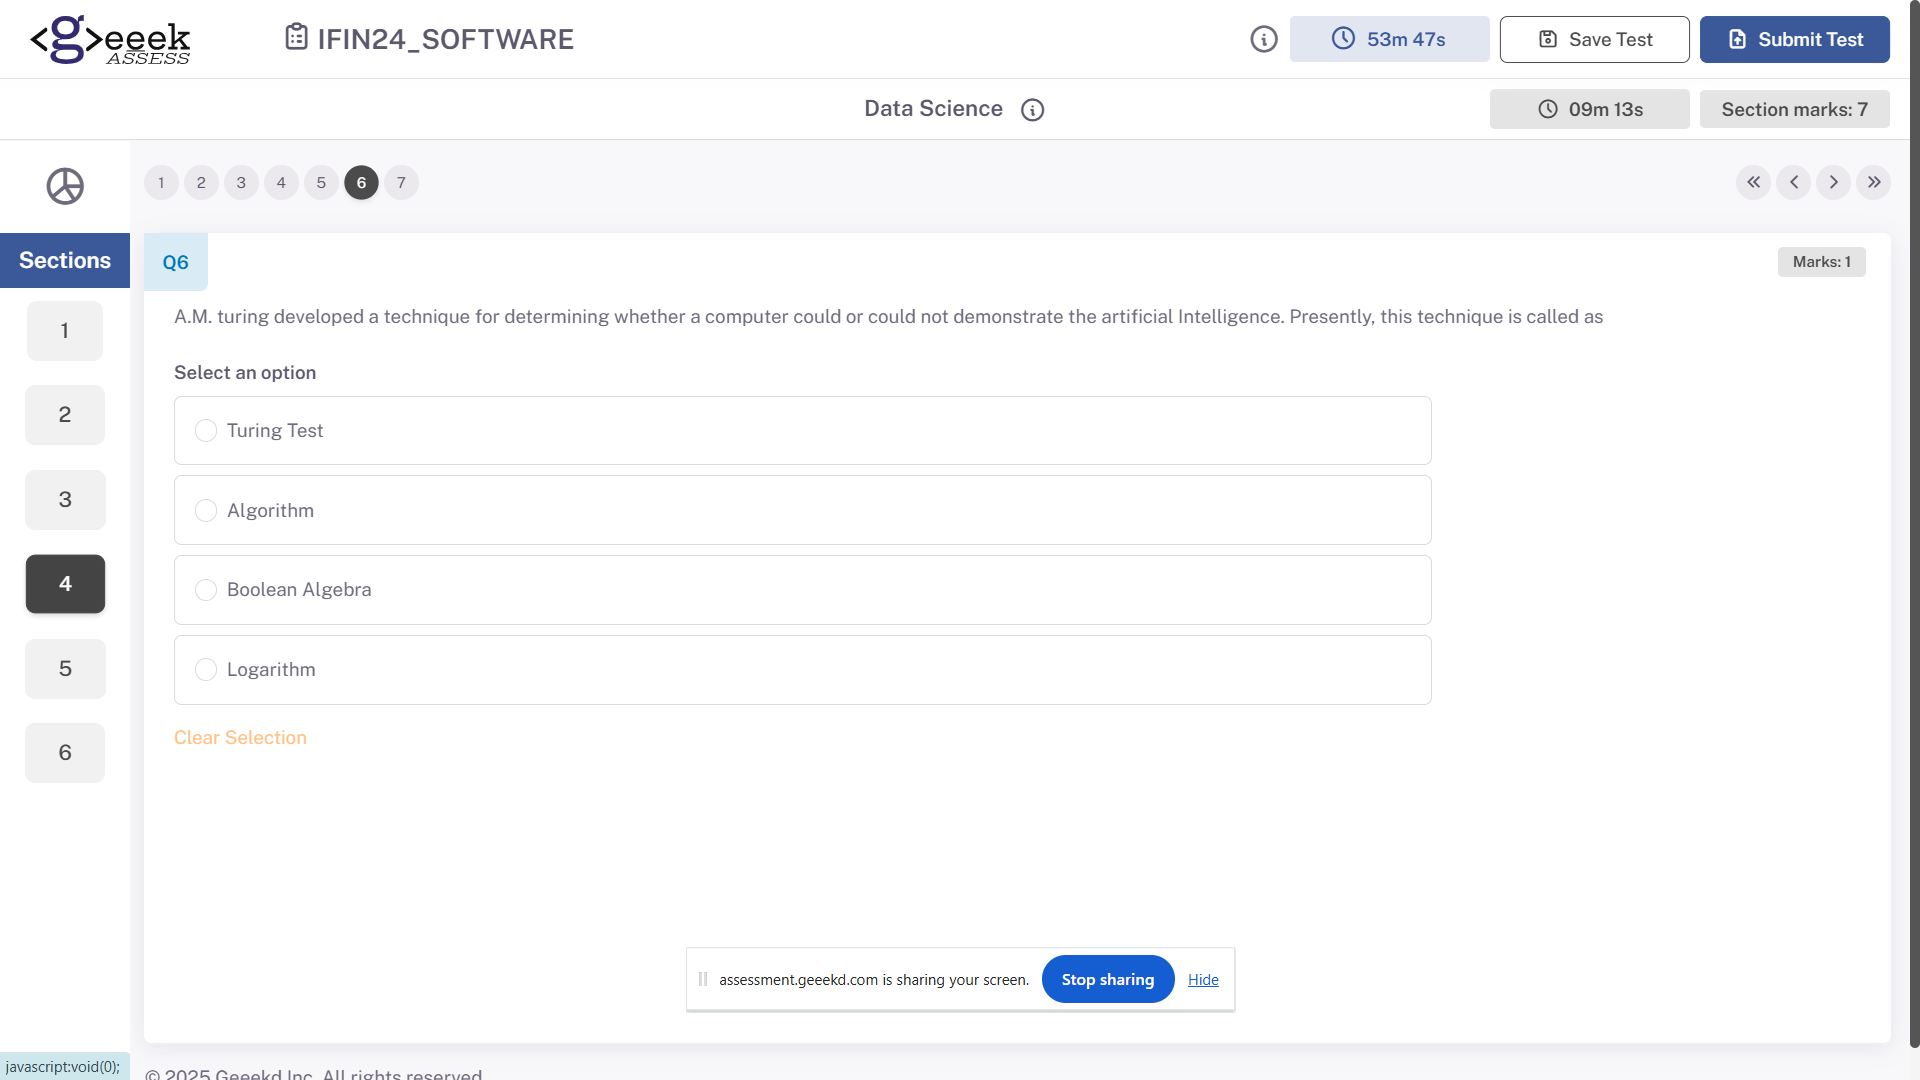 <geeek
ASSESS
IFIN24_SOFTWARE
53m 47s
Save Test
Submit Test
Data Science
09m 13s
Section marks: 7
1 2 3 4 5 6 7
Sections
1
2
3
4
5
6
Q6
Marks: 1
A.M. turing developed a technique for determining whether a computer could or could not demonstrate the artificial Intelligence. Presently, this technique is called as
Select an option
Turing Test
Algorithm
Boolean Algebra
Logarithm
Clear Selection
assessment.geeekd.com is sharing your screen.
Stop sharing
Hide
javascript:void(0);
© 2025 Geeekd Inc. All rights reserved